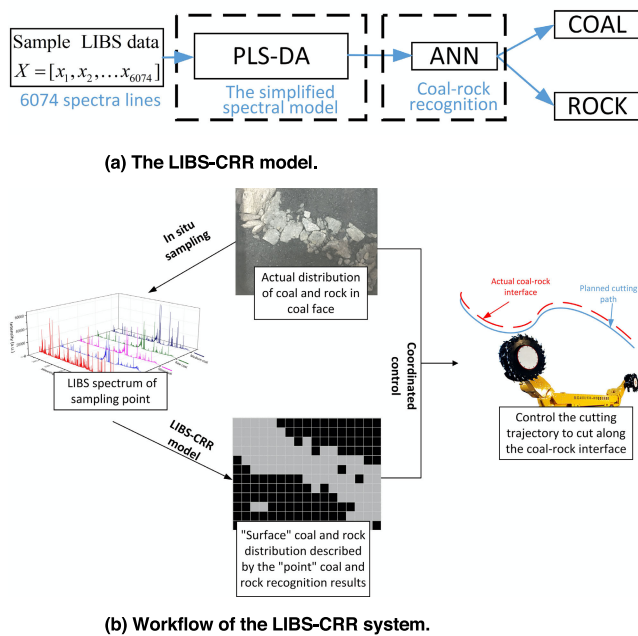 Sample LIBS data
X = [x₁, x₂, … x₆₀₇₄]
6074 spectra lines
PLS-DA
The simplified
spectral model
ANN
Coal-rock
recognition
COAL
ROCK
(a) The LIBS-CRR model.
In situ
sampling
Actual distribution
of coal and rock in
coal face
LIBS spectrum of
sampling point
LIBS-CRR
model
"Surface" coal and rock
distribution described
by the "point" coal and
rock recognition results
Coordinated
control
Actual coal-rock
interface
Planned cutting
path
Control the cutting
trajectory to cut along
the coal-rock interface
(b) Workflow of the LIBS-CRR system.